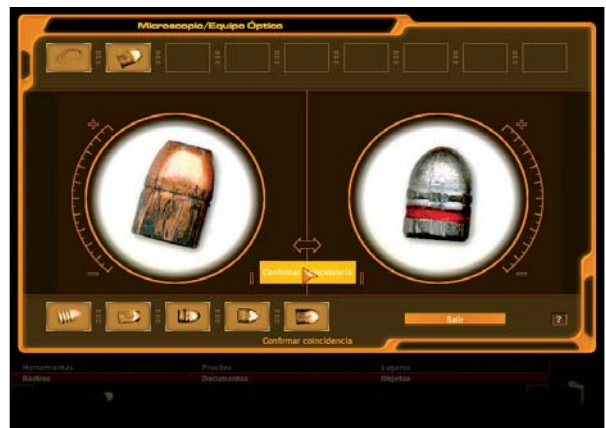 Microscopio/Equipo Óptico
Confirmar coincidencia
Salir
?
Confirmar coincidencia
Herramientas
Pruebas
Lugares
Rastros
Documentos
Objetos